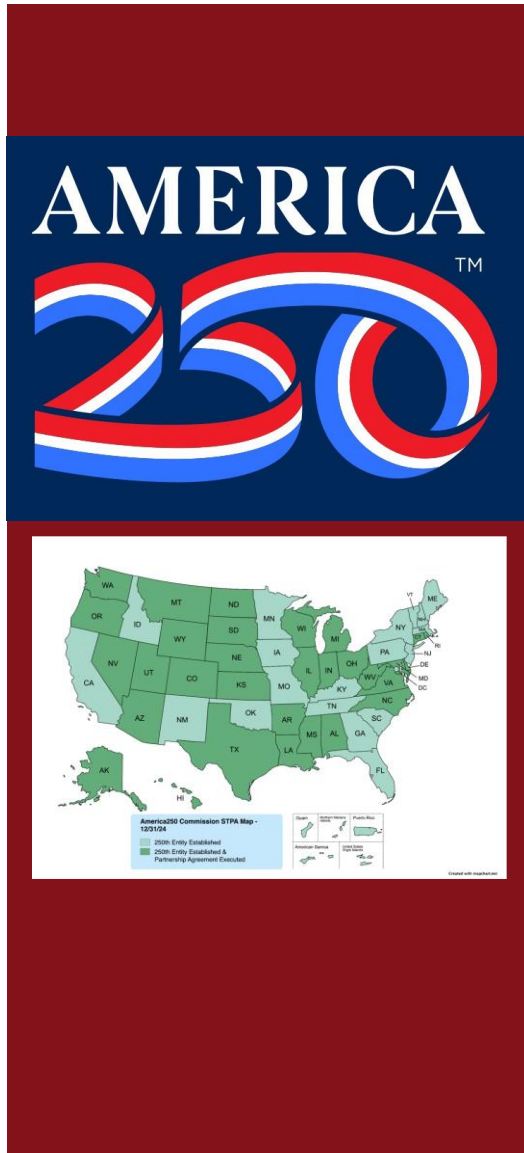 AMERICA
250
TM
WA
MT
ND
MN
ME
VT
OR
ID
SD
WI
NY
MI
WY
RI
IA
PA
NE
NJ
NV
IL
IN
OH
DE
UT
CO
WV
MD
CA
KS
MO
KY
VA
DC
NC
TN
AZ
NM
OK
AR
SC
MS
AL
GA
TX
LA
AK
FL
HI
America250 Commission STPA Map -
12/31/24
250th Entity Established
250th Entity Established &
Partnership Agreement Executed
Guam
Northern Mariana
Islands
Puerto Rico
American Samoa
United States
Virgin Islands
Created with mapchart.net